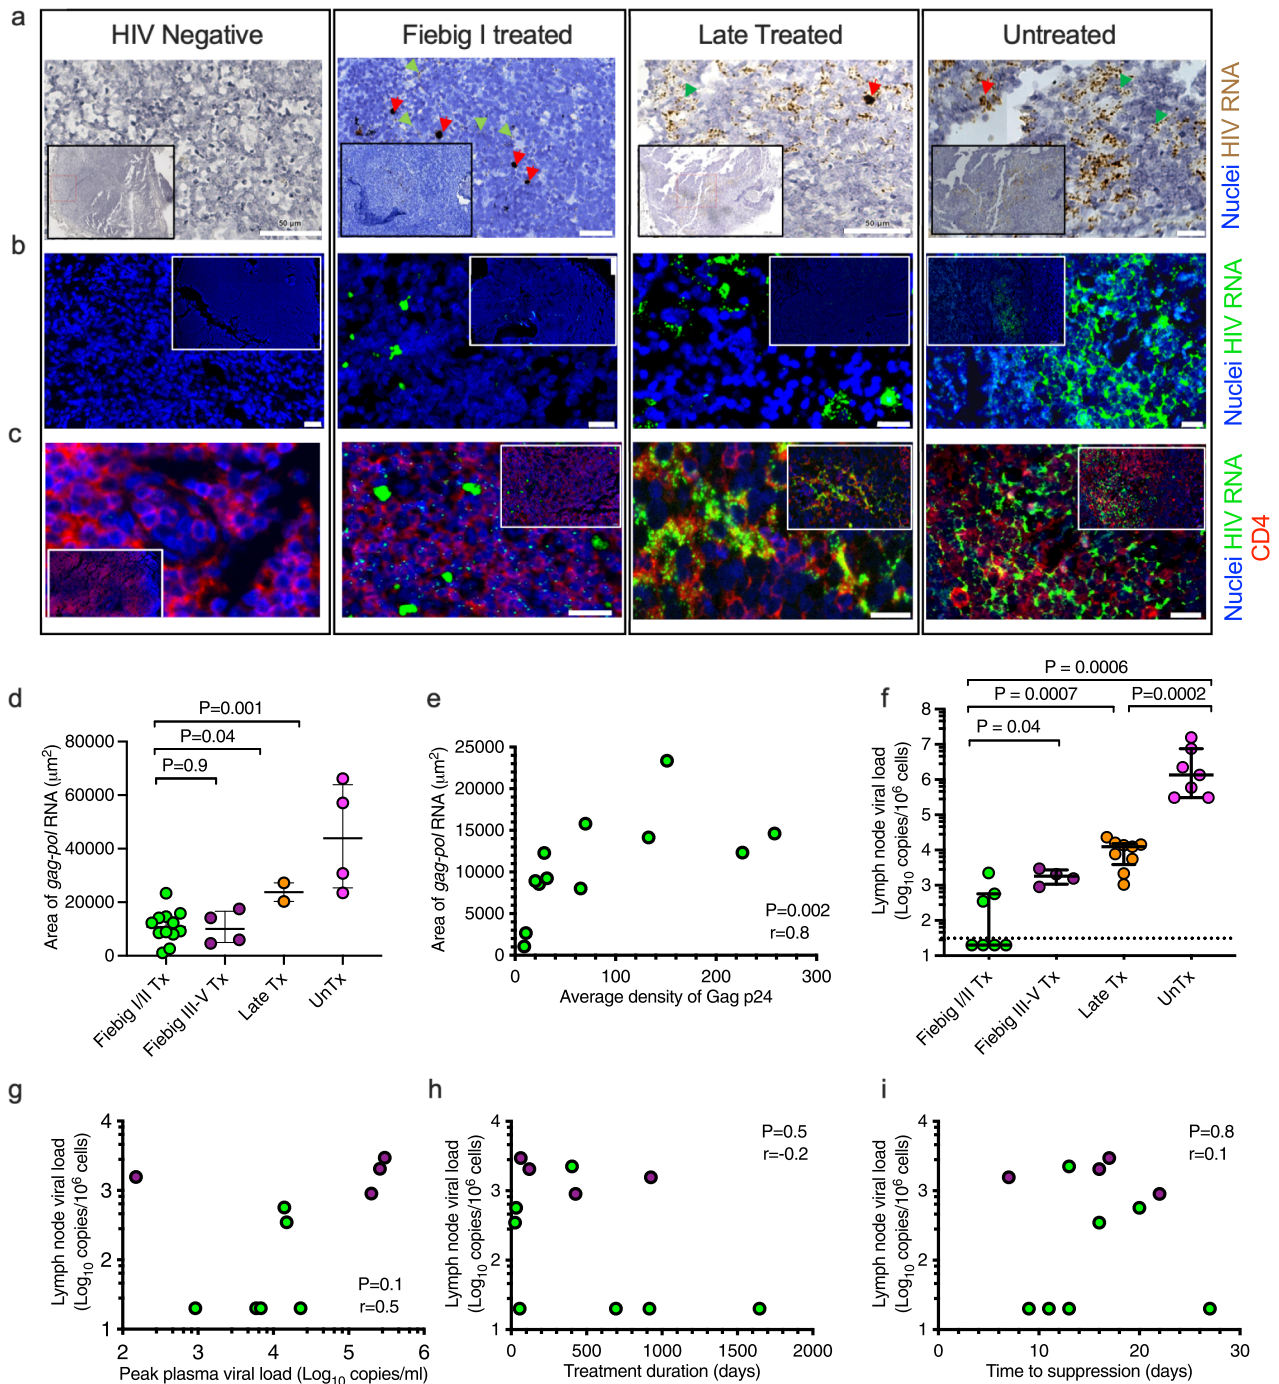 a
HIV Negative
Fiebig I treated
Late Treated
Untreated
50 µm
50 µm
Nuclei HIV RNA
b
Nuclei HIV RNA
c
Nuclei HIV RNA
CD4
d
P=0.001
P=0.04
P=0.9
Area of gag-pol RNA (µm2)
80000
60000
40000
20000
0
Fiebig I/II Tx
Fiebig III-V Tx
Late Tx
UnTx
e
Area of gag-pol RNA (µm2)
25000
20000
15000
10000
5000
0
P=0.002
r=0.8
0
100
200
300
Average density of Gag p24
f
P = 0.0006
P = 0.0007
P=0.0002
P = 0.04
Lymph node viral load
(Log10 copies/106 cells)
8
7
6
5
4
3
2
1
Fiebig I/II Tx
Fiebig III-V Tx
Late Tx
UnTx
g
Lymph node viral load
(Log10 copies/106 cells)
4
3
2
1
P=0.1
r=0.5
2
3
4
5
6
Peak plasma viral load (Log10 copies/ml)
h
Lymph node viral load
(Log10 copies/106 cells)
4
3
2
1
P=0.5
r=-0.2
0
500
1000
1500
2000
Treatment duration (days)
i
Lymph node viral load
(Log10 copies/106 cells)
4
3
2
1
P=0.8
r=0.1
0
10
20
30
Time to suppression (days)